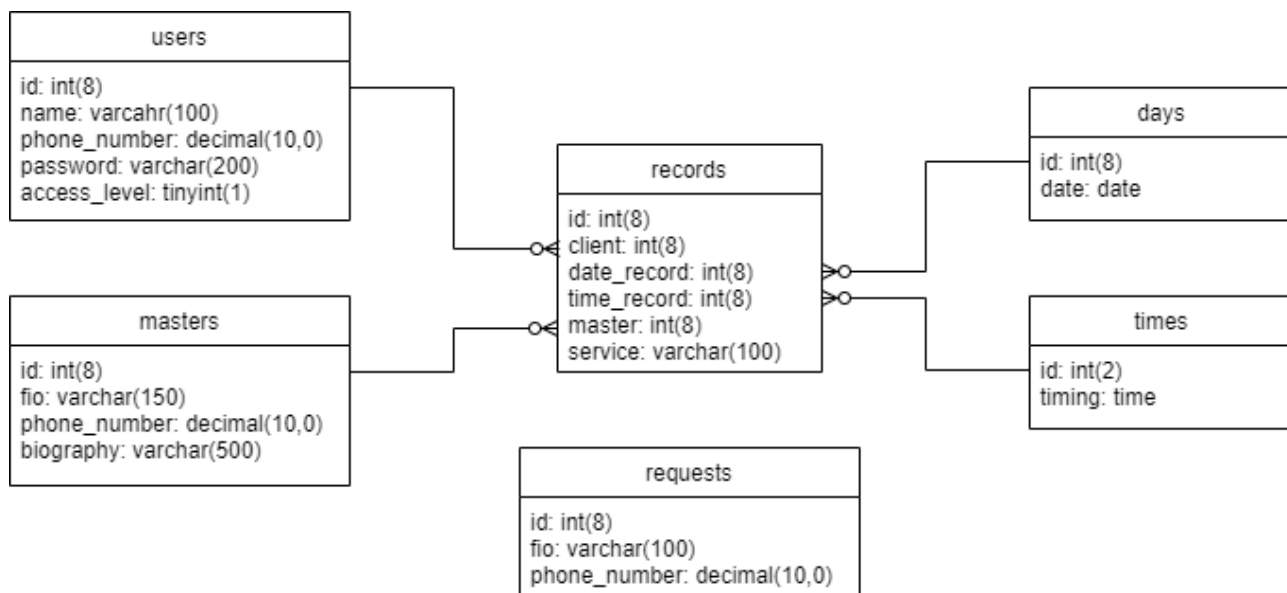 users
id: int(8)
name: varcahr(100)
phone_number: decimal(10,0)
password: varchar(200)
access_level: tinyint(1)
masters
id: int(8)
fio: varchar(150)
phone_number: decimal(10,0)
biography: varchar(500)
records
id: int(8)
client: int(8)
date_record: int(8)
time_record: int(8)
master: int(8)
service: varchar(100)
requests
id: int(8)
fio: varchar(100)
phone_number: decimal(10,0)
days
id: int(8)
date: date
times
id: int(2)
timing: time